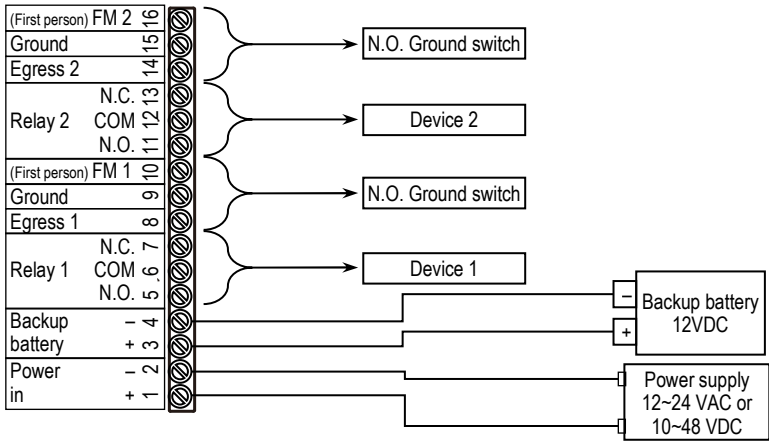 (First person) FM 2 16
Ground 15
Egress 2 14
N.C. 13
Relay 2 COM 12
N.O. 11
(First person) FM 1 10
Ground 9
Egress 1 8
N.C. 7
Relay 1 COM 6
N.O. 5
Backup − 4
battery + 3
Power − 2
in + 1
N.O. Ground switch
Device 2
N.O. Ground switch
Device 1
−
+
Backup battery
12VDC
Power supply
12~24 VAC or
10~48 VDC